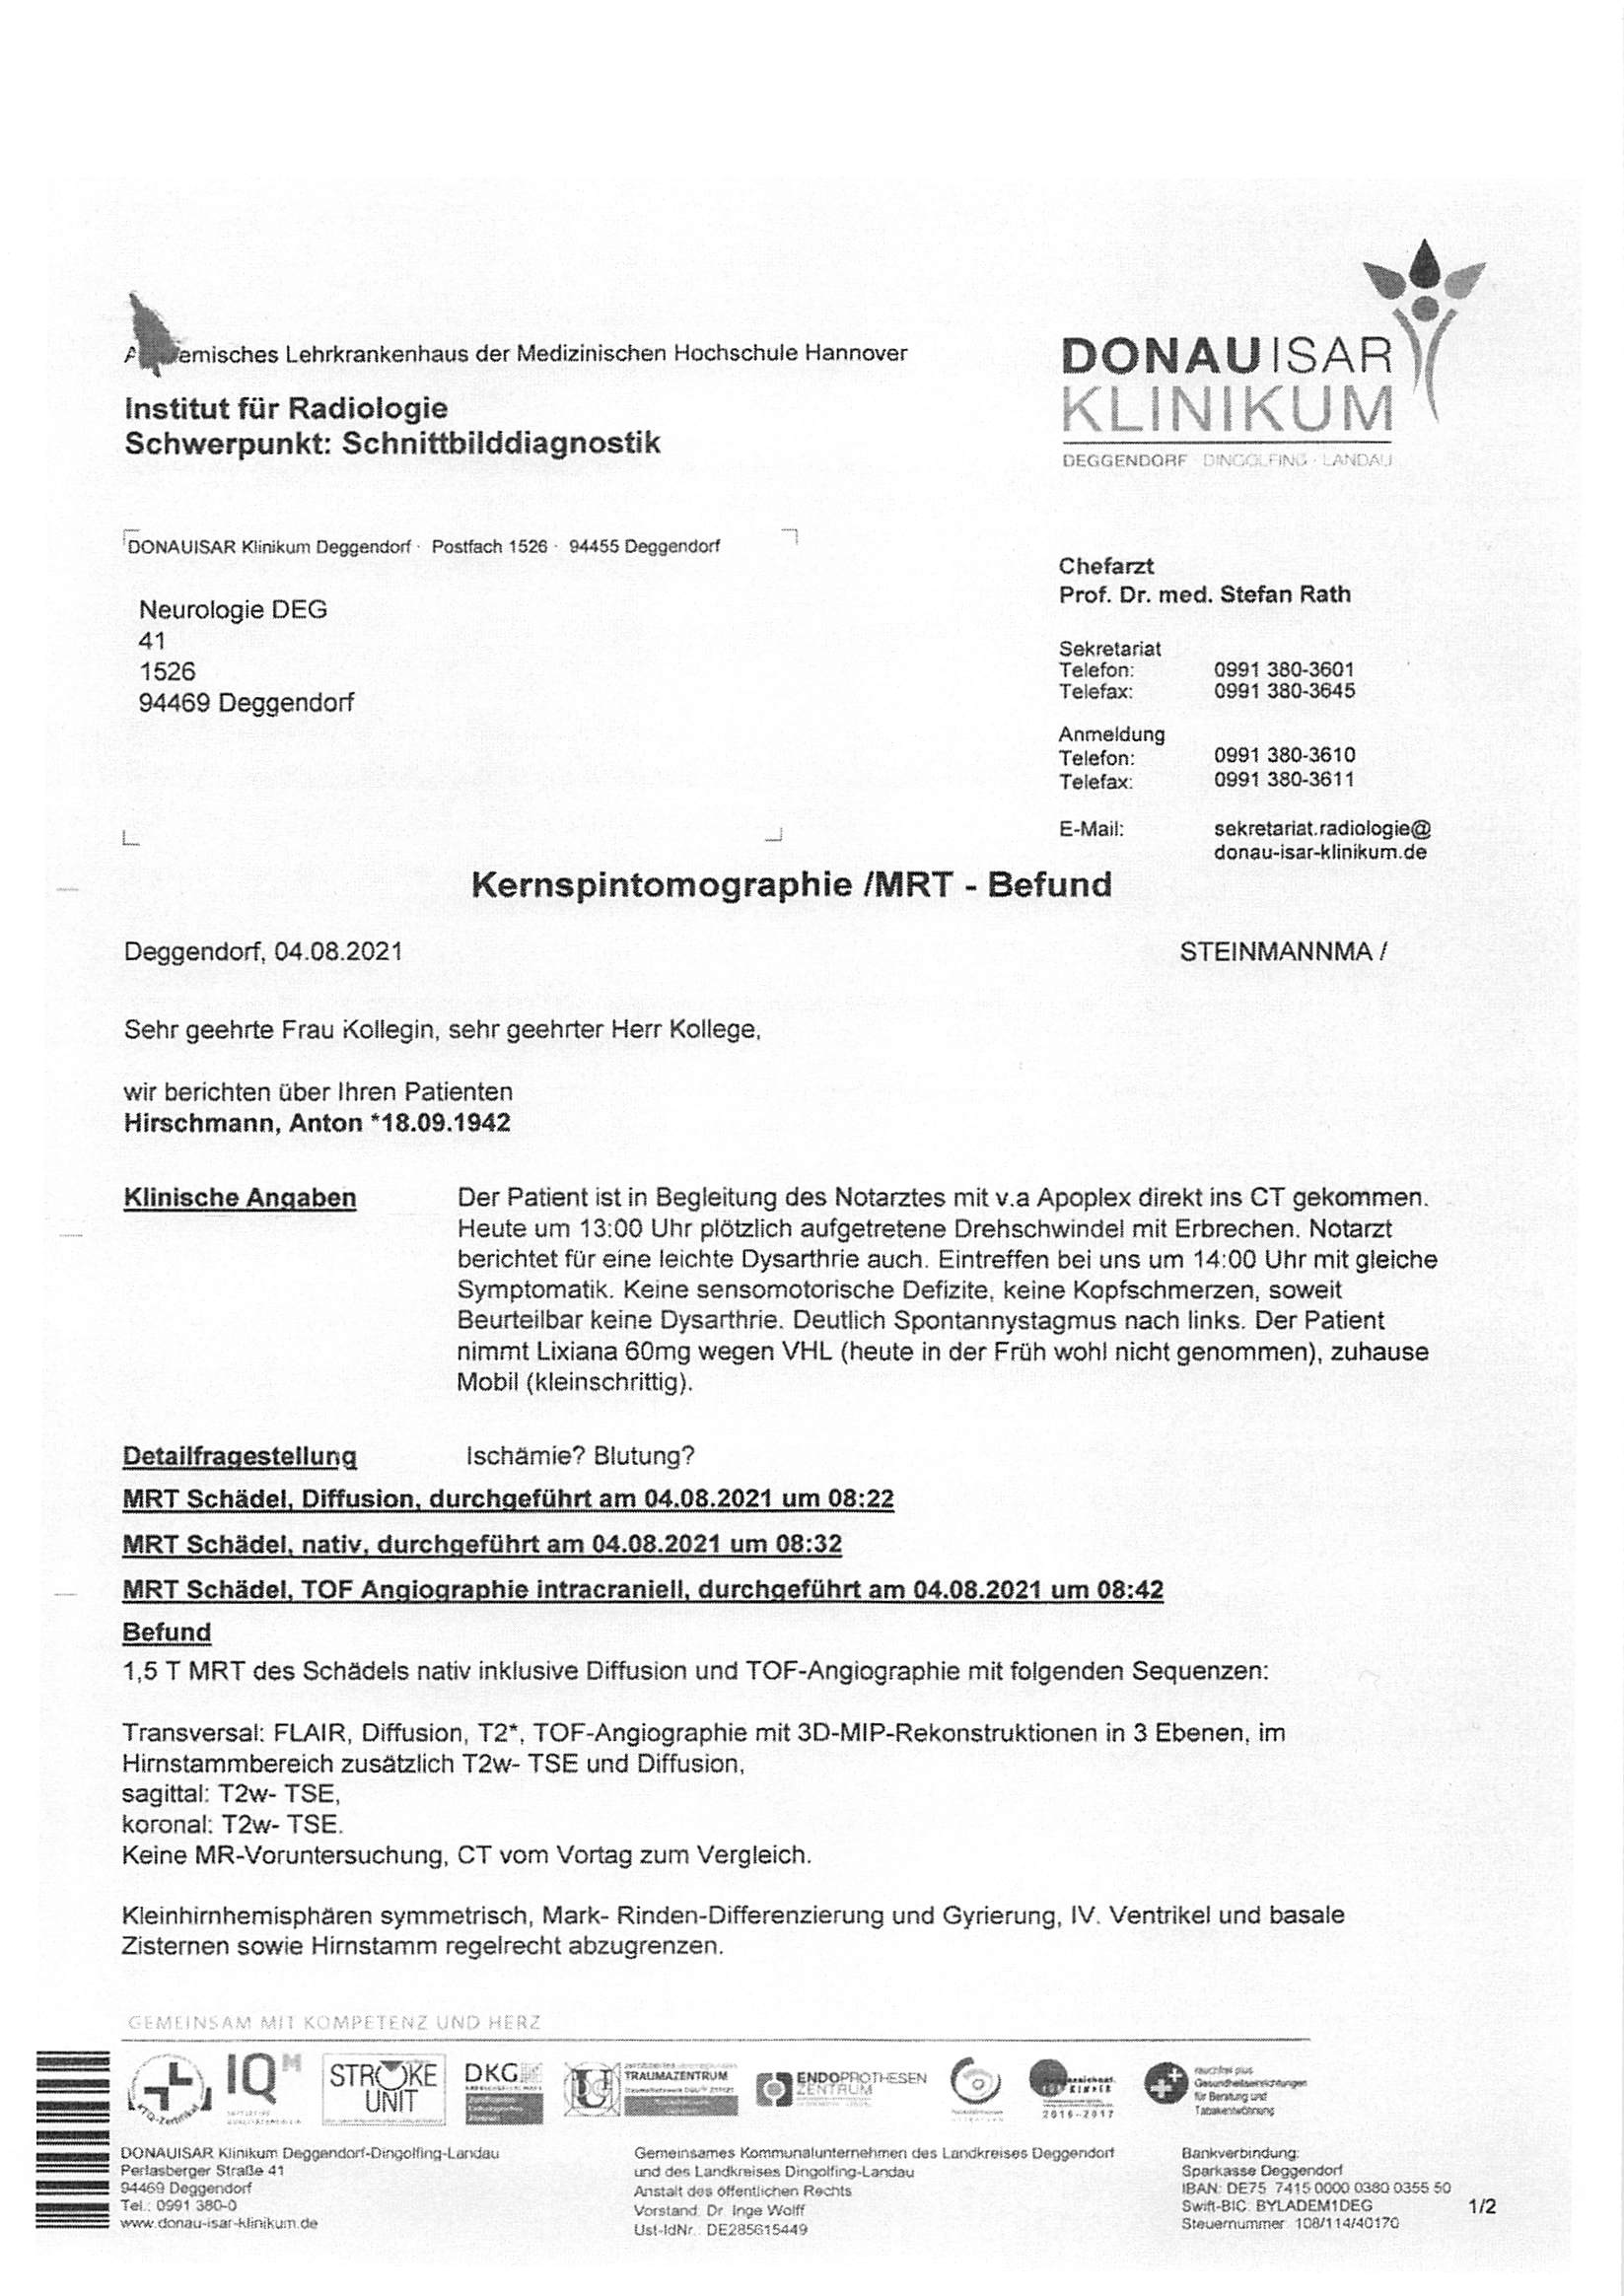 emisches Lehrkrankenhaus der Medizinischen Hochschule Hannover
Institut für Radiologie
Schwerpunkt: Schnittbilddiagnostik
DONAUISAR
KLINIKUM
DEGGENDORF · DINGOLFING · LANDAU
DONAUISAR Klinikum Deggendorf · Postfach 1526 · 94455 Deggendorf
Neurologie DEG
41
1526
94469 Deggendorf
Chefarzt
Prof. Dr. med. Stefan Rath
Sekretariat
Telefon: 0991 380-3601
Telefax: 0991 380-3645
Anmeldung
Telefon: 0991 380-3610
Telefax: 0991 380-3611
E-Mail: sekretariat.radiologie@
donau-isar-klinikum.de
Kernspintomographie /MRT - Befund
Deggendorf, 04.08.2021 STEINMANNMA /
Sehr geehrte Frau Kollegin, sehr geehrter Herr Kollege,
wir berichten über Ihren Patienten
Hirschmann, Anton *18.09.1942
Klinische Angaben Der Patient ist in Begleitung des Notarztes mit v.a Apoplex direkt ins CT gekommen.
Heute um 13:00 Uhr plötzlich aufgetretene Drehschwindel mit Erbrechen. Notarzt
berichtet für eine leichte Dysarthrie auch. Eintreffen bei uns um 14:00 Uhr mit gleiche
Symptomatik. Keine sensomotorische Defizite, keine Kopfschmerzen, soweit
Beurteilbar keine Dysarthrie. Deutlich Spontannystagmus nach links. Der Patient
nimmt Lixiana 60mg wegen VHL (heute in der Früh wohl nicht genommen), zuhause
Mobil (kleinschrittig).
Detailfragestellung Ischämie? Blutung?
MRT Schädel, Diffusion, durchgeführt am 04.08.2021 um 08:22
MRT Schädel, nativ, durchgeführt am 04.08.2021 um 08:32
MRT Schädel, TOF Angiographie intracraniell, durchgeführt am 04.08.2021 um 08:42
Befund
1,5 T MRT des Schädels nativ inklusive Diffusion und TOF-Angiographie mit folgenden Sequenzen:
Transversal: FLAIR, Diffusion, T2*, TOF-Angiographie mit 3D-MIP-Rekonstruktionen in 3 Ebenen, im
Hirnstammbereich zusätzlich T2w- TSE und Diffusion,
sagittal: T2w- TSE,
koronal: T2w- TSE.
Keine MR-Voruntersuchung, CT vom Vortag zum Vergleich.
Kleinhirnhemisphären symmetrisch, Mark- Rinden-Differenzierung und Gyrierung, IV. Ventrikel und basale
Zisternen sowie Hirnstamm regelrecht abzugrenzen.
GEMEINSAM MIT KOMPETENZ UND HERZ
IQM
STROKE
UNIT
DKG
TRAUMAZENTRUM
ENDOPROTHESEN
ZENTRUM
2016-2017
rauchfrei plus
Gesundheitseinrichtungen
für Beratung und
Tabakentwöhnung
DONAUISAR Klinikum Deggendorf-Dingolfing-Landau
Perlasberger Straße 41
94469 Deggendorf
Tel.: 0991 380-0
www.donau-isar-klinikum.de
Gemeinsames Kommunalunternehmen des Landkreises Deggendorf
und des Landkreises Dingolfing-Landau
Anstalt des öffentlichen Rechts
Vorstand: Dr. Inge Wolff
Ust-IdNr.: DE285615449
Bankverbindung:
Sparkasse Deggendorf
IBAN: DE75 7415 0000 0380 0355 50
Swift-BIC: BYLADEM1DEG
Steuernummer: 108/114/40170
1/2